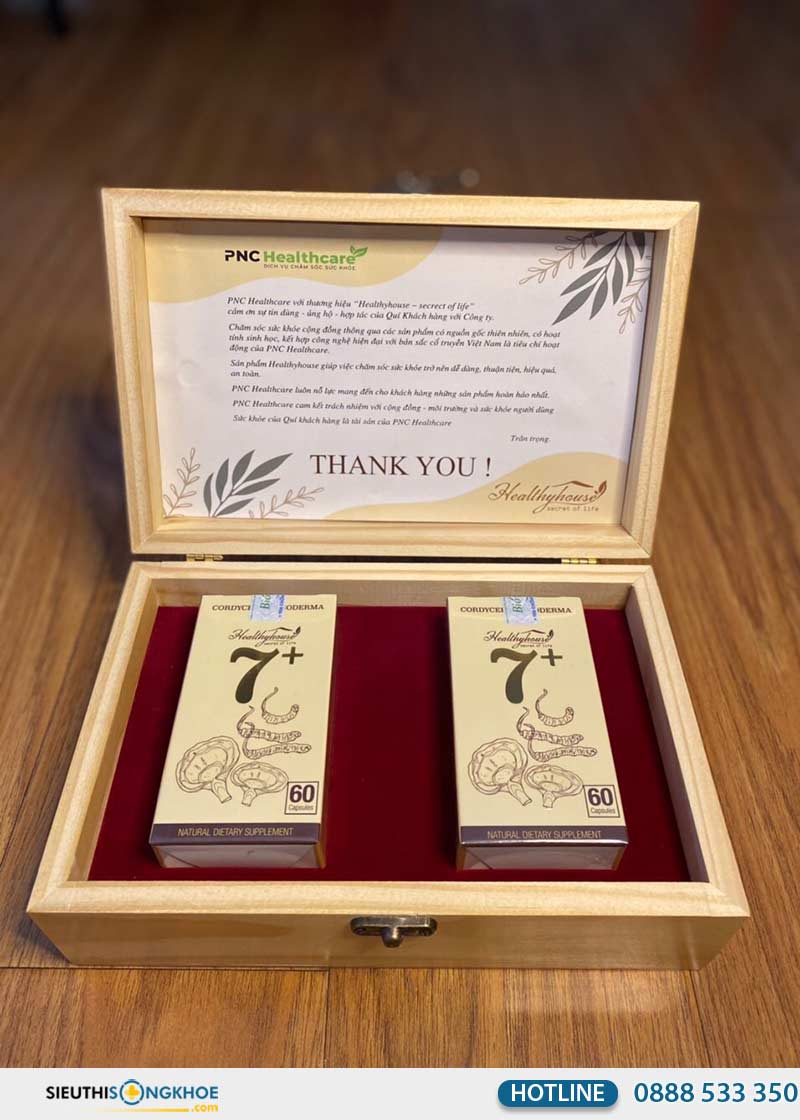 PNC Healthcare
DỊCH VỤ CHĂM SÓC SỨC KHỎE
PNC Healthcare với thương hiệu "Healthyhouse – secrect of life"
cảm ơn sự tin dùng - ủng hộ - hợp tác của Quí Khách hàng với Công ty.
Chăm sóc sức khỏe cộng đồng thông qua các sản phẩm có nguồn gốc thiên nhiên, có hoạt
tính sinh học, kết hợp công nghệ hiện đại với bản sắc cổ truyền Việt Nam là tiêu chí hoạt
động của PNC Healthcare.
Sản phẩm Healthyhouse giúp việc chăm sóc sức khỏe trở nên dễ dàng, thuận tiện, hiệu quả,
an toàn.
PNC Healthcare luôn nỗ lực mang đến cho khách hàng những sản phẩm hoàn hảo nhất.
PNC Healthcare cam kết trách nhiệm với cộng đồng - môi trường và sức khỏe người dùng
Sức khỏe của Quí khách hàng là tài sản của PNC Healthcare
Trân trọng.
THANK YOU !
Healthyhouse
secret of life
CORDYCE ODERMA
Healthyhouse
secret of life
7+
60
Capsules
NATURAL DIETARY SUPPLEMENT
CORDYCE ODERMA
Healthyhouse
secret of life
7+
60
Capsules
NATURAL DIETARY SUPPLEMENT
SIEUTHISONGKHOE
.com
HOTLINE 0888 533 350